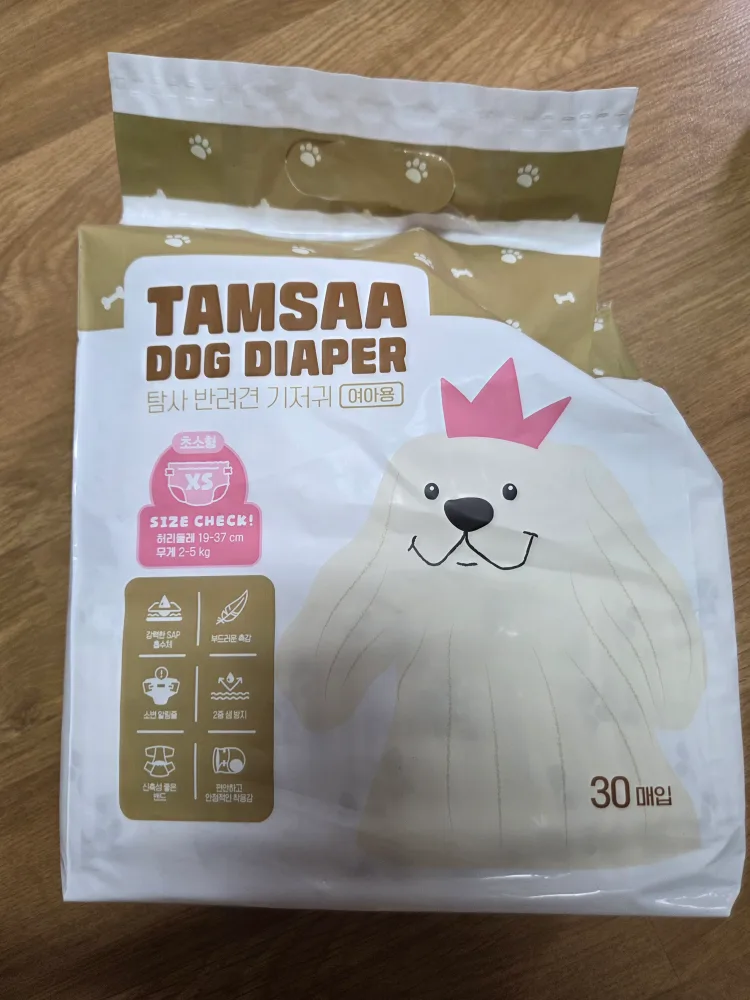 TAMSAA
DOG DIAPER
탐사 반려견 기저귀 여아용
초소형
XS
SIZE CHECK!
허리둘레 19-37 cm
무게 2-5 kg
강력한 SAP
흡수체
부드러운 촉감
소변 알림줄
2중 샘 방지
신축성 좋은
밴드
편안하고
안정적인 착용감
30 매입